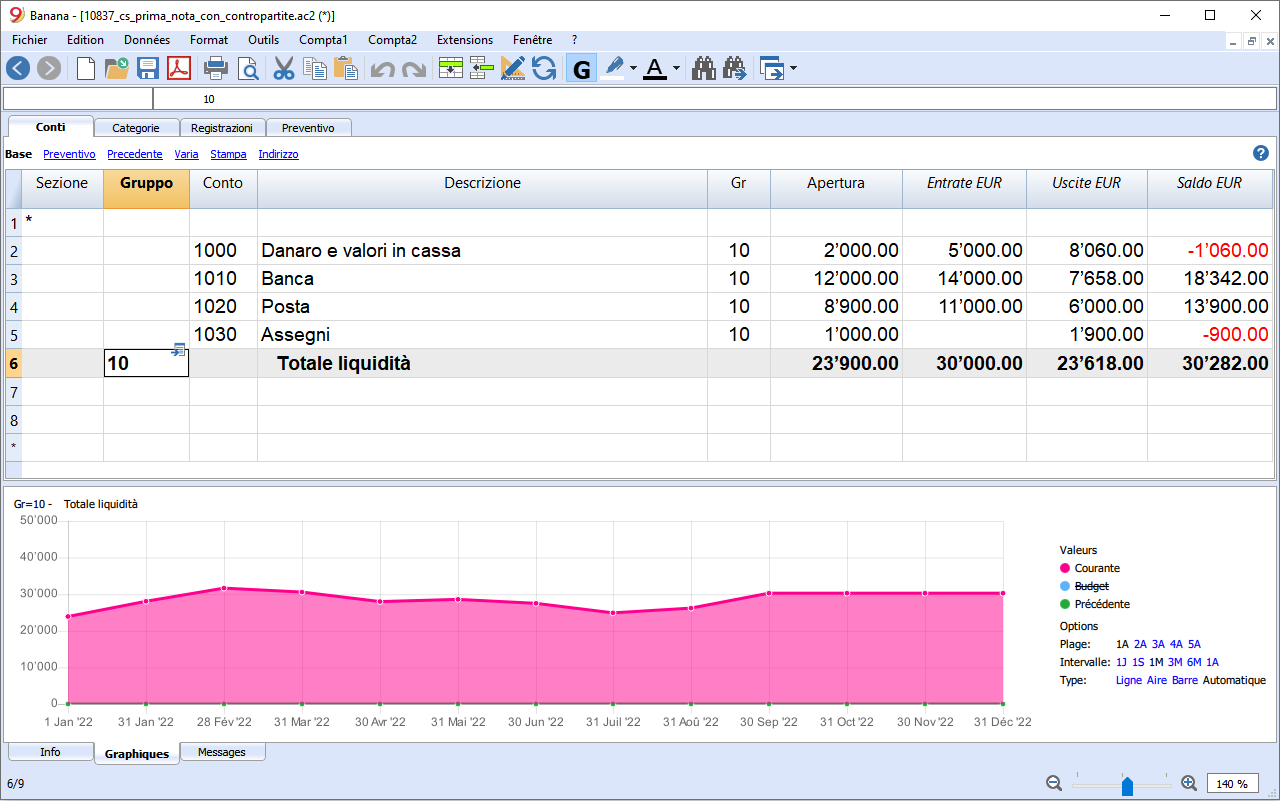 Banana - [10837_cs_prima_nota_con_contropartite.ac2 (*)]
Fichier Edition Données Format Outils Compta1 Compta2 Extensions Fenêtre ?
G A
10
Conti Categorie Registrazioni Preventivo
Base Preventivo Precedente Varia Stampa Indirizzo ?
Sezione Gruppo Conto Descrizione Gr Apertura Entrate EUR Uscite EUR Saldo EUR
1 *
2 1000 Danaro e valori in cassa 10 2’000.00 5’000.00 8’060.00 -1’060.00
3 1010 Banca 10 12’000.00 14’000.00 7’658.00 18’342.00
4 1020 Posta 10 8’900.00 11’000.00 6’000.00 13’900.00
5 1030 Assegni 10 1’000.00 1’900.00 -900.00
6 10 Totale liquidità 23’900.00 30’000.00 23’618.00 30’282.00
7
8
*
Gr=10 - Totale liquidità
50'000
40'000
30'000
20'000
10'000
0
1 Jan '22 31 Jan '22 28 Fév '22 31 Mar '22 30 Avr '22 31 Mai '22 30 Jun '22 31 Juil '22 31 Aoû '22 30 Sep '22 31 Oct '22 30 Nov '22 31 Déc '22
Valeurs
Courante
Budget
Précédente
Options
Plage: 1A 2A 3A 4A 5A
Intervalle: 1J 1S 1M 3M 6M 1A
Type: Ligne Aire Barre Automatique
Info Graphiques Messages
6/9 140 %